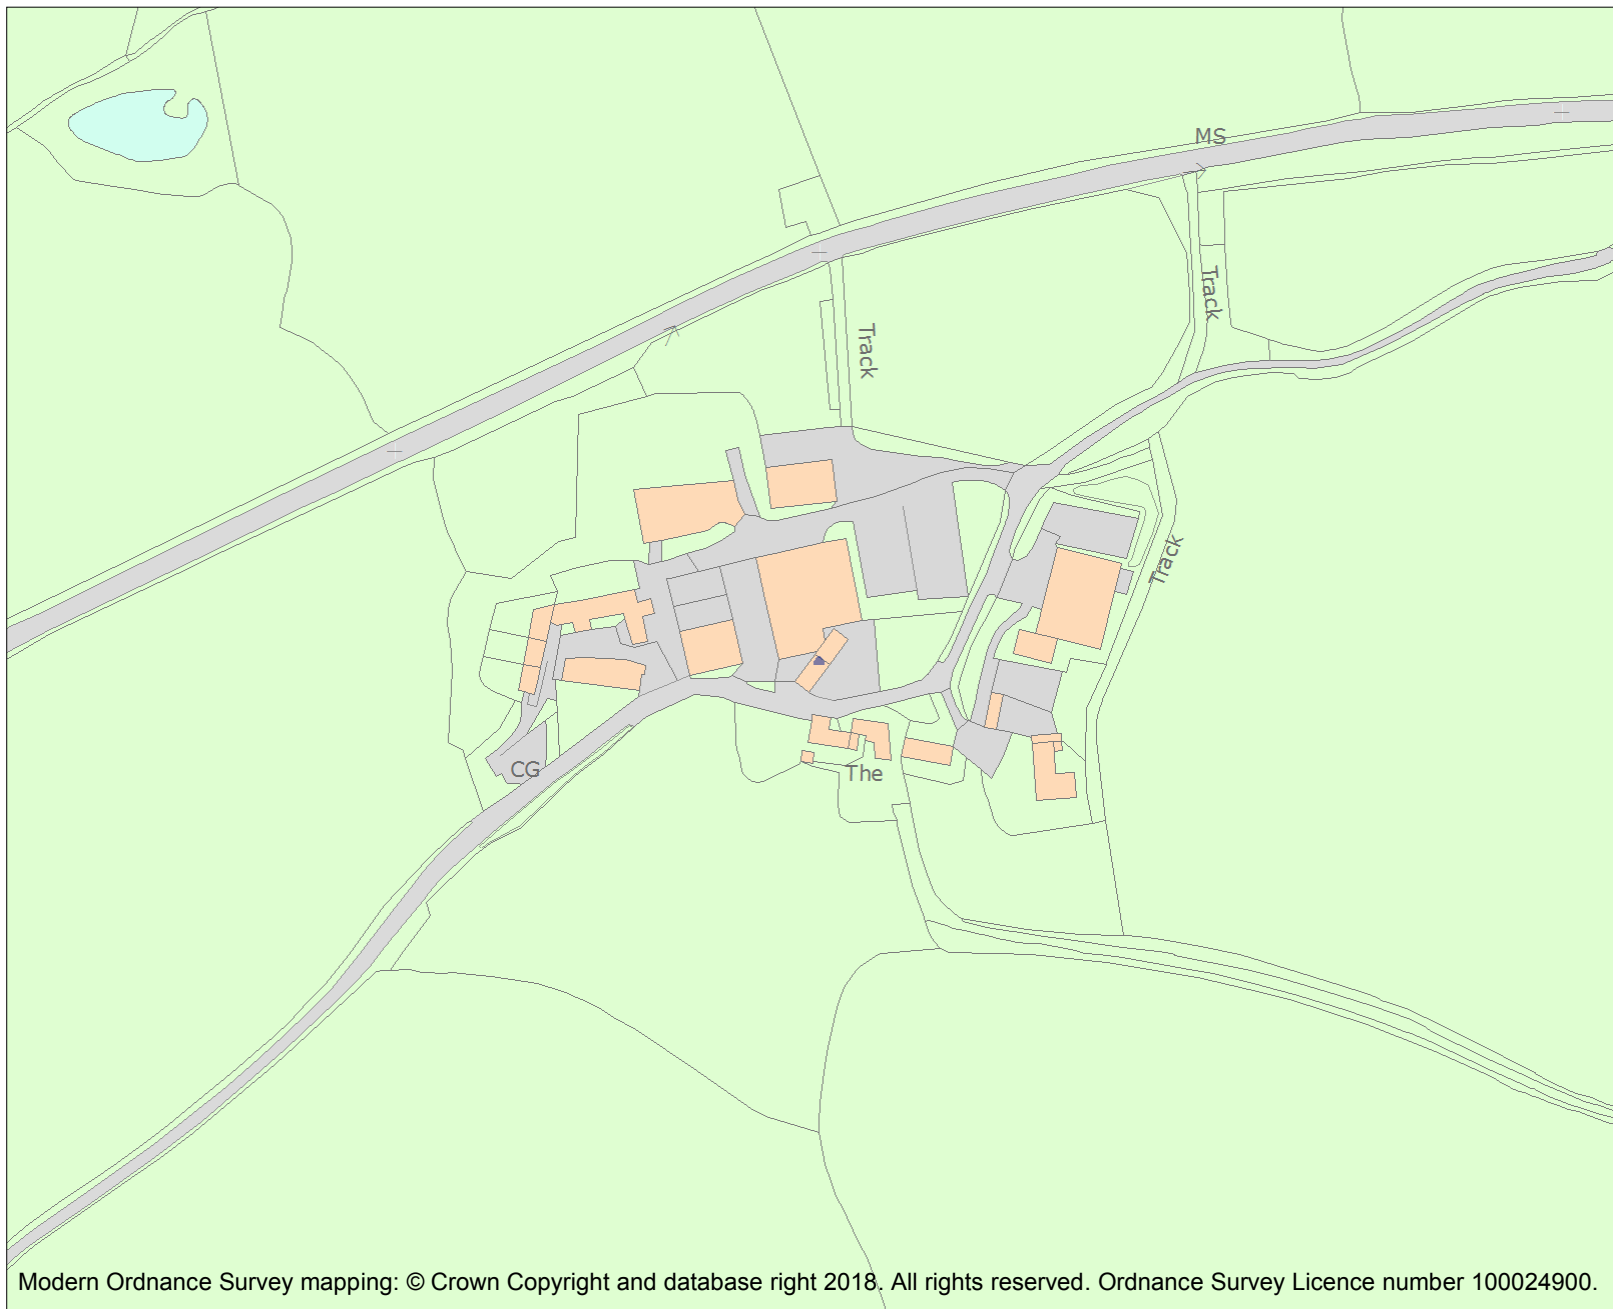 MS
Track
Track
Track
CG
The
Modern Ordnance Survey mapping: © Crown Copyright and database right 2018. All rights reserved. Ordnance Survey Licence number 100024900.